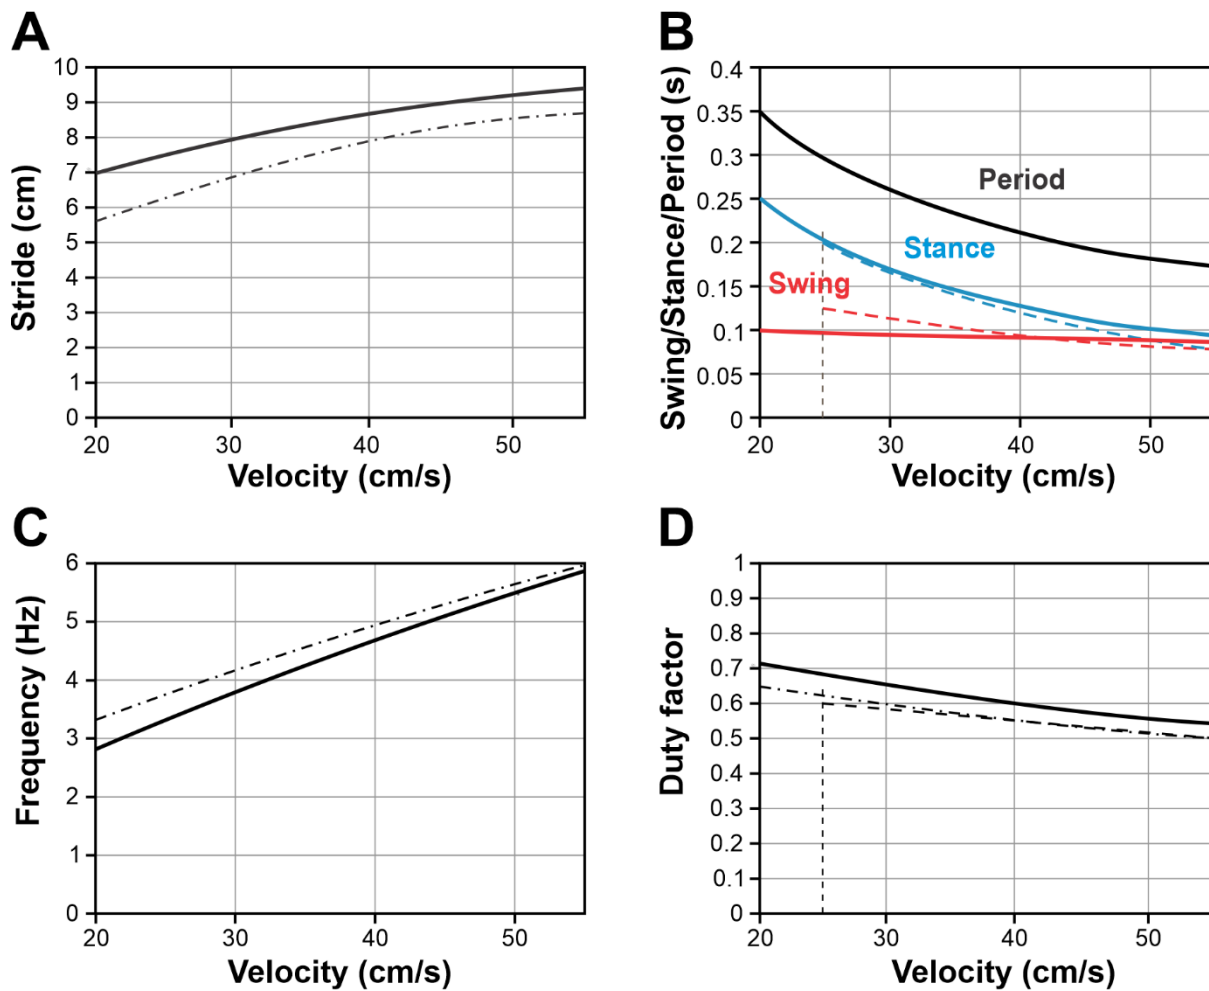 A
Stride (cm)
10
9
8
7
6
5
4
3
2
1
0
20 30 40 50
Velocity (cm/s)
B
Swing/Stance/Period (s)
0.4
0.35
0.3
0.25
0.2
0.15
0.1
0.05
0
Period
Stance
Swing
20 30 40 50
Velocity (cm/s)
C
Frequency (Hz)
6
5
4
3
2
1
0
20 30 40 50
Velocity (cm/s)
D
Duty factor
1
0.9
0.8
0.7
0.6
0.5
0.4
0.3
0.2
0.1
0
20 30 40 50
Velocity (cm/s)